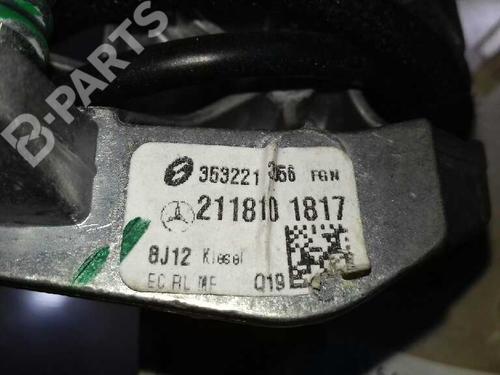 B-PARTS
353221 356 FGN
211810 1817
8J12 Kiesel
EC RL MF Q19